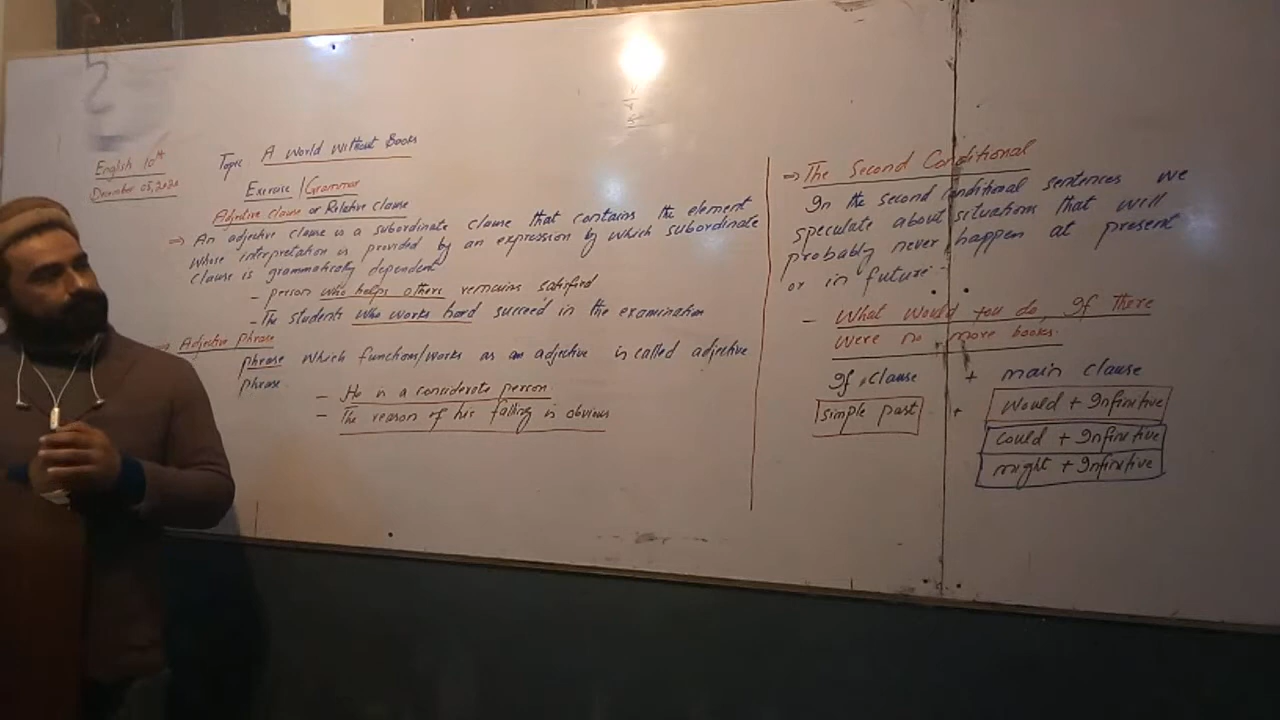 English 10th
December 05, 2020
Topic: A World Without Books
Exercise / Grammar
Adjective clause or Relative Clause
⇒ An adjective clause is a subordinate clause that contains the element
whose interpretation is provided by an expression by which subordinate
clause is grammatically dependent
- person who helps others remains satisfied
- The students who works hard succeed in the examination
⇒ Adjective phrase
phrase which functions/works as an adjective is called adjective
phrase
- He is a considerate person
- The reason of his falling is obvious
⇒ The Second Conditional
In the second conditional sentences we
speculate about situations that will
probably never happen at present
or in future
- What would you do, If There
were no more books.
If clause + main clause
simple past + Would + Infinitive
could + Infinitive
might + Infinitive